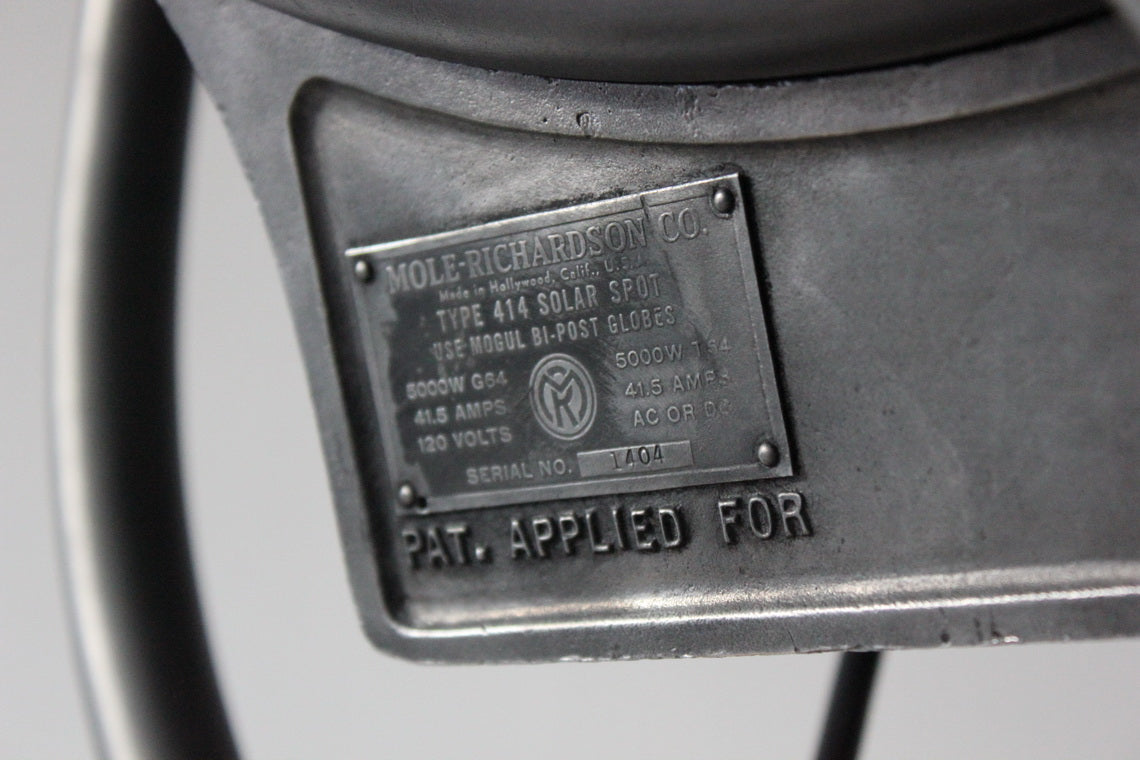 MOLE-RICHARDSON CO.
Made in Hollywood, Calif., U.S.A.
TYPE 414 SOLAR SPOT
USE MOGUL BI-POST GLOBES
5000W G64
41.5 AMPS
120 VOLTS
MR
5000W T64
41.5 AMPS
AC OR DC
SERIAL NO. 1404
PAT. APPLIED FOR